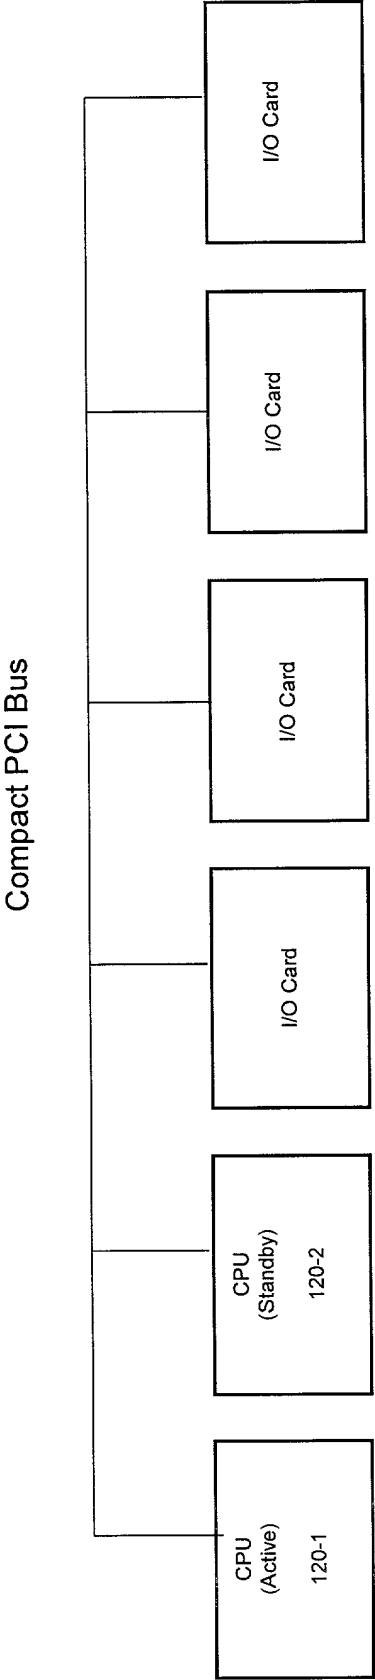 Compact PCI Bus
CPU
(Active)
120-1
CPU
(Standby)
120-2
I/O Card
I/O Card
I/O Card
I/O Card